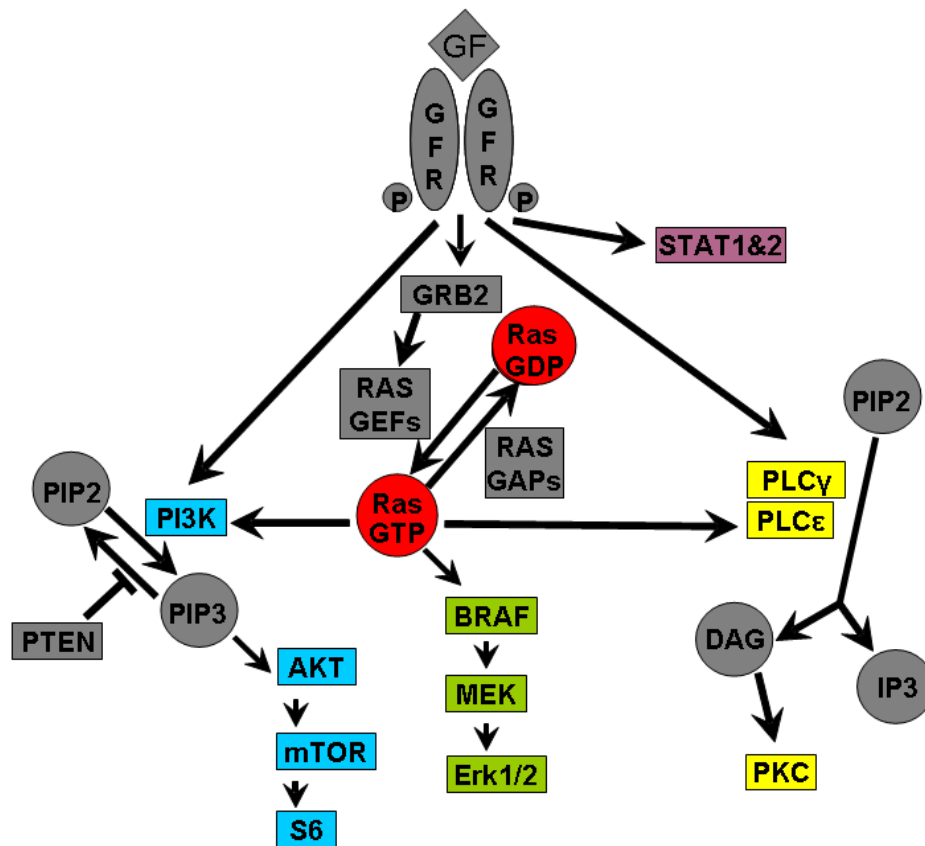 GF
G
F
R
G
F
R
P
P
STAT1&2
GRB2
Ras
GDP
RAS
GEFs
PIP2
RAS
GAPs
PLCγ
PIP2
PI3K
Ras
GTP
PLCε
PIP3
BRAF
PTEN
DAG
AKT
MEK
IP3
mTOR
Erk1/2
PKC
S6